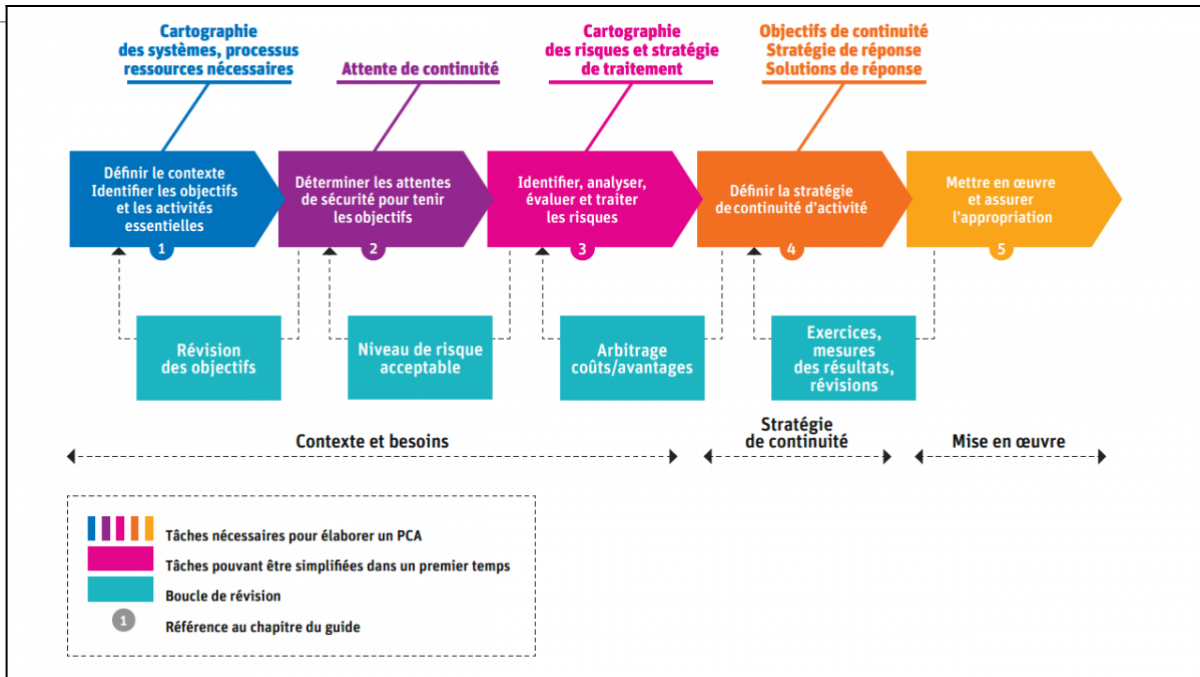 Cartographie
des systèmes, processus
ressources nécessaires
Attente de continuité
Cartographie
des risques et stratégie
de traitement
Objectifs de continuité
Stratégie de réponse
Solutions de réponse
Définir le contexte
Identifier les objectifs
et les activités
essentielles
1
Déterminer les attentes
de sécurité pour tenir
les objectifs
2
Identifier, analyser,
évaluer et traiter
les risques
3
Définir la stratégie
de continuité d'activité
4
Mettre en œuvre
et assurer
l'appropriation
5
Révision
des objectifs
Niveau de risque
acceptable
Arbitrage
coûts/avantages
Exercices,
mesures
des résultats,
révisions
Contexte et besoins
Stratégie
de continuité
Mise en œuvre
Tâches nécessaires pour élaborer un PCA
Tâches pouvant être simplifiées dans un premier temps
Boucle de révision
1 Référence au chapitre du guide